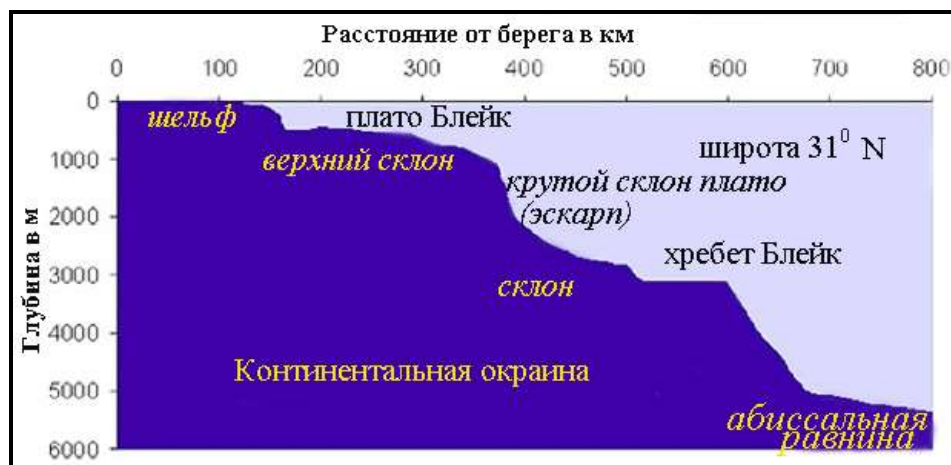 Расстояние от берега в км
0 100 200 300 400 500 600 700 800
0
шельф
плато Блейк
верхний склон
широта 31⁰ N
1000
крутой склон плато
(эскарп)
2000
хребет Блейк
3000
склон
Глубина в м
4000
Континентальная окраина
5000
абиссальная
равнина
6000